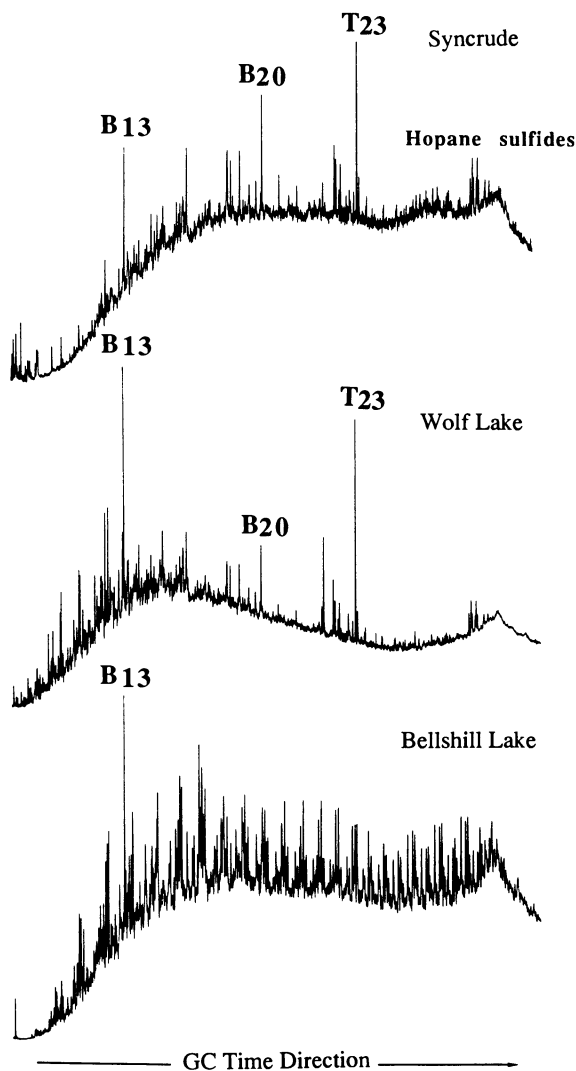 T23
Syncrude
B20
B13
Hopane sulfides
B13
T23
Wolf Lake
B20
B13
Bellshill Lake
GC Time Direction